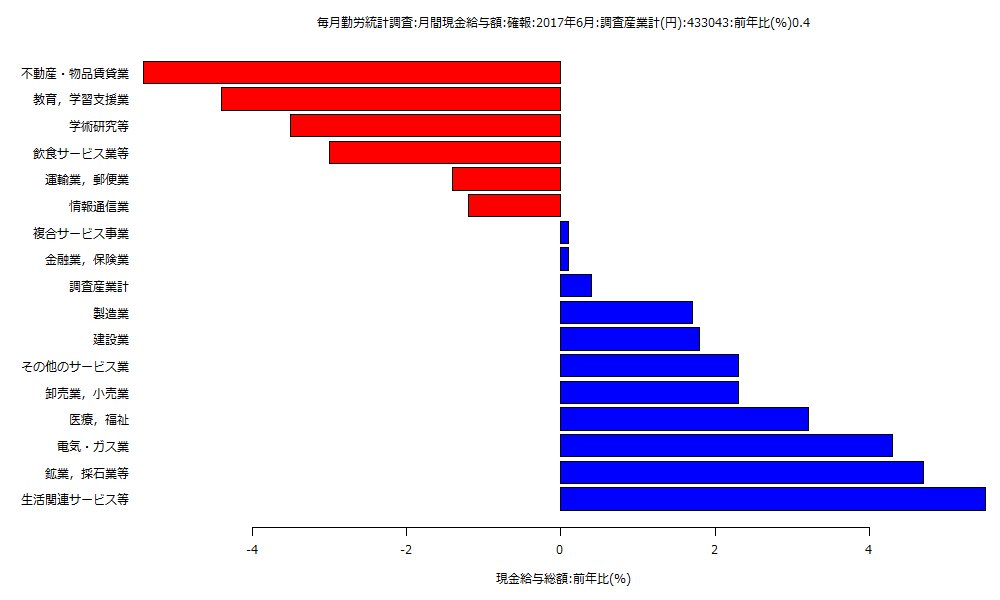 毎月勤労統計調査:月間現金給与額:確報:2017年6月:調査産業計(円):433043:前年比(%)0.4
不動産・物品賃貸業
教育，学習支援業
学術研究等
飲食サービス業等
運輸業，郵便業
情報通信業
複合サービス事業
金融業，保険業
調査産業計
製造業
建設業
その他のサービス業
卸売業，小売業
医療，福祉
電気・ガス業
鉱業，採石業等
生活関連サービス等
-4 -2 0 2 4
現金給与総額:前年比(%)